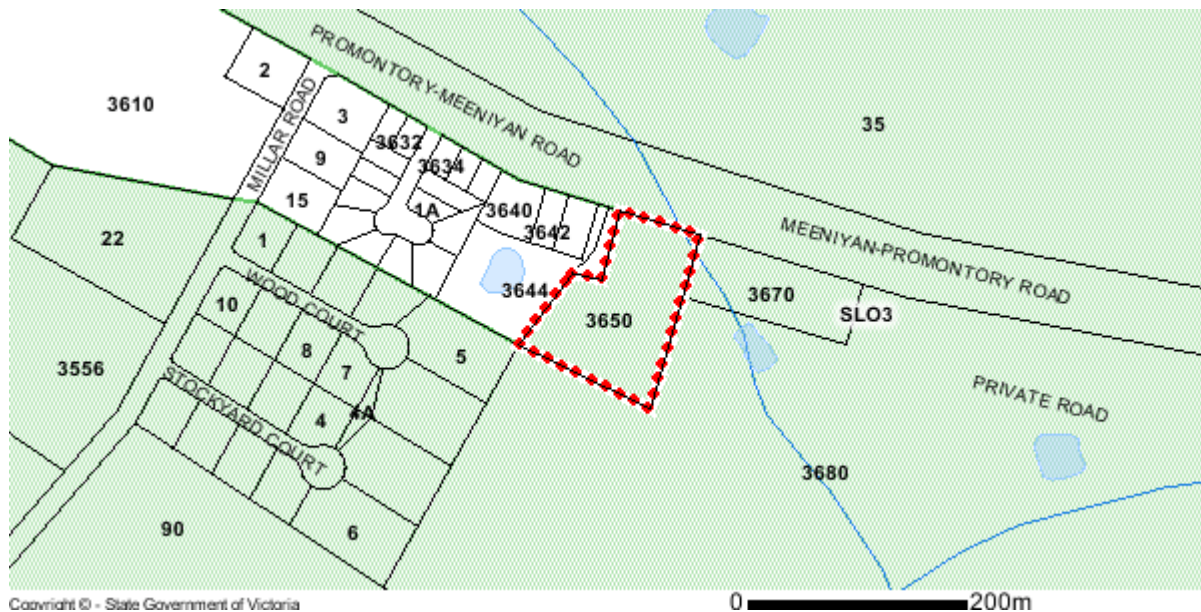 PROMONTORY-MEENIYAN ROAD
2
3610
MILLAR ROAD
3
35
3632
9
3634
15
1A
3640
22
1
3642
MEENIYAN-PROMONTORY ROAD
3644
3670
WOOD COURT
10
3650
SLO3
8
5
3556
7
STOCKYARD COURT
4A
4
PRIVATE ROAD
3680
90
6
Copyright © - State Government of Victoria
0
200m